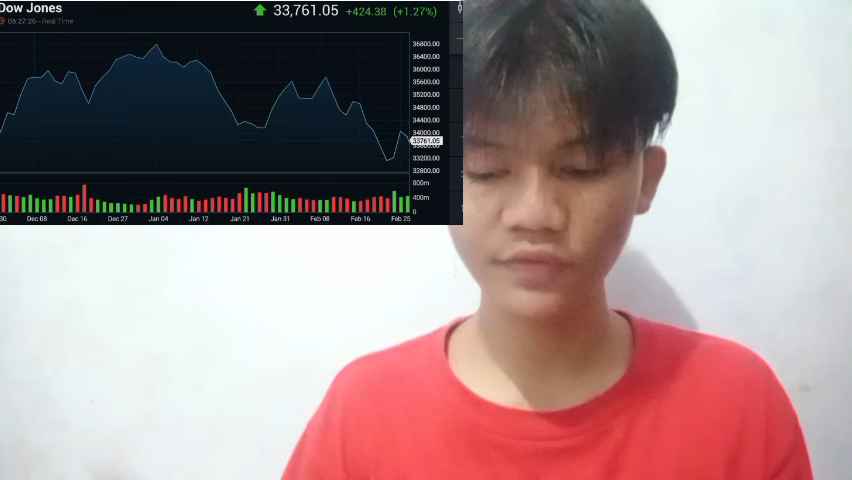 Dow Jones
33,761.05 +424.38 (+1.27%)
05:27:26 - Real Time
36800.00
36400.00
36000.00
35600.00
35200.00
34800.00
34400.00
34000.00
33761.05
33200.00
32800.00
800m
400m
0
30 Dec 08 Dec 16 Dec 27 Jan 04 Jan 12 Jan 21 Jan 31 Feb 08 Feb 16 Feb 25